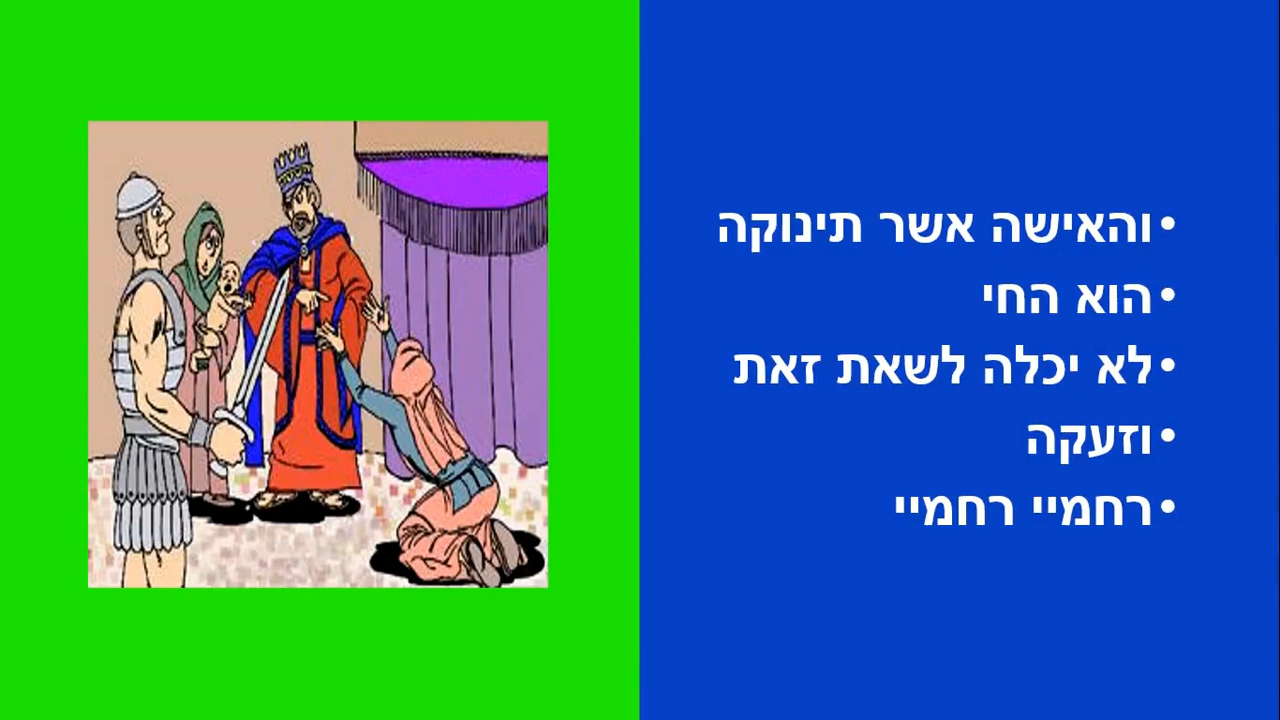 •והאישה אשר תינוקה
•הוא החי
•לא יכלה לשאת זאת
•וזעקה
•רחמיי רחמיי